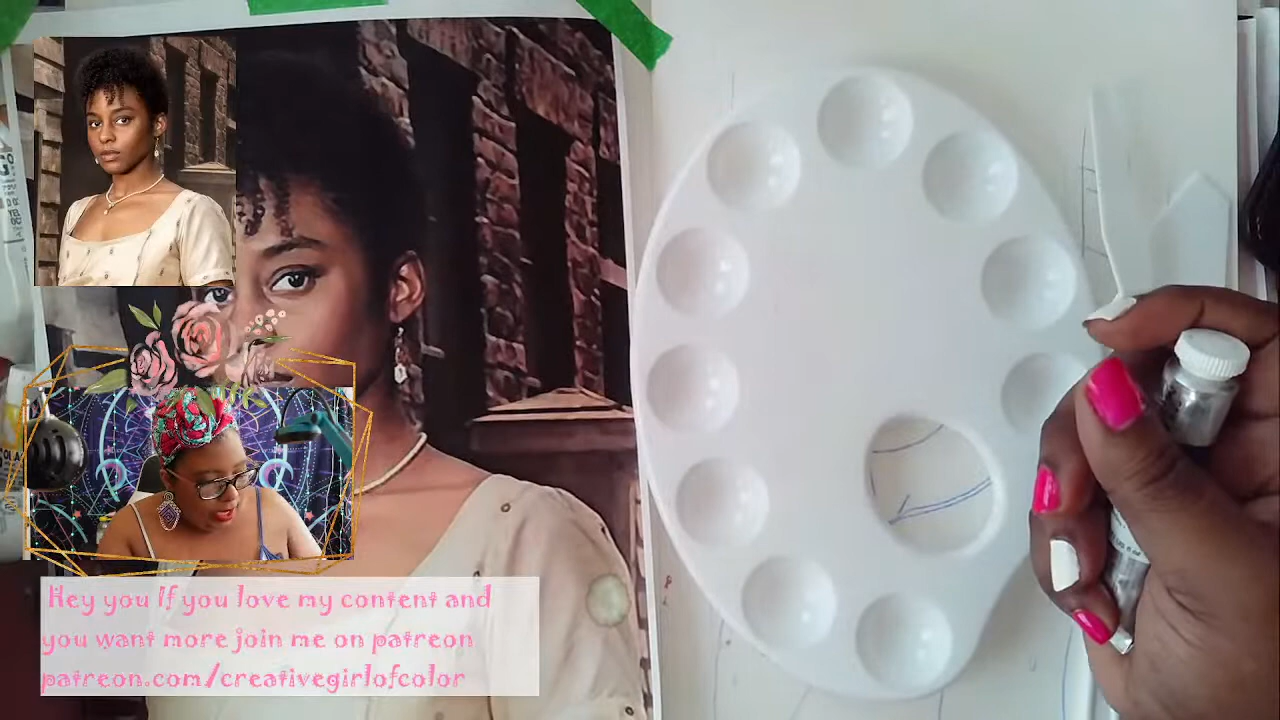 Hey you If you love my content and
you want more join me on patreon
patreon.com/creativegirlofcolor